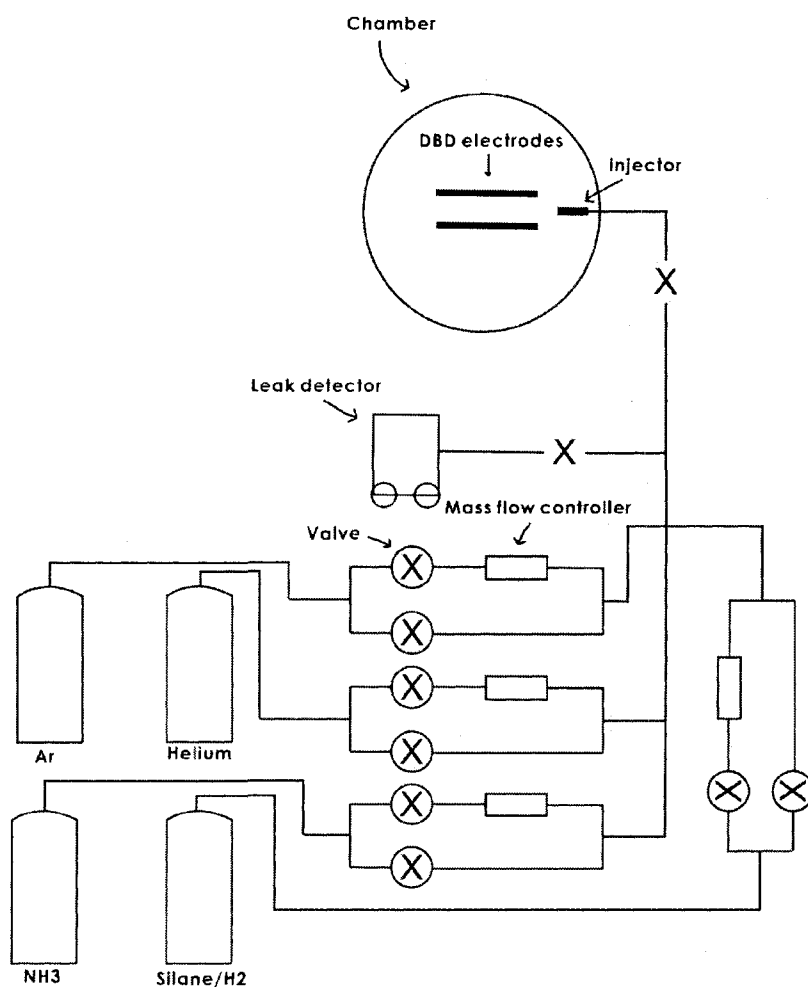 Chamber
DBD electrodes
injector
Leak detector
Mass flow controller
Valve
Ar
Helium
NH3
Silane/H2